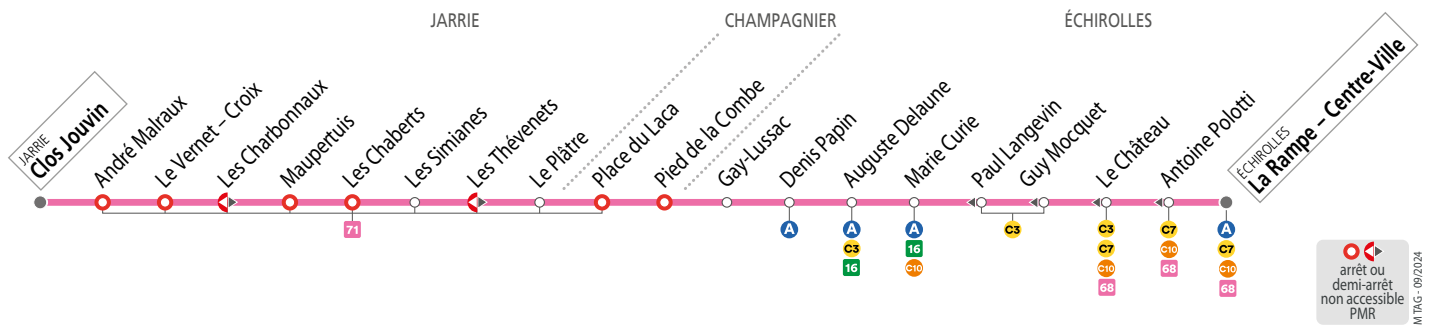 JARRIE
CHAMPAGNIER
ÉCHIROLLES
JARRIE
Clos Jouvin
André Malraux
Le Vernet – Croix
Les Charbonnaux
Maupertuis
Les Chaberts
Les Simianes
Les Thévenets
Le Plâtre
Place du Laca
Pied de la Combe
Gay-Lussac
Denis Papin
Auguste Delaune
Marie Curie
Paul Langevin
Guy Mocquet
Le Château
Antoine Polotti
ÉCHIROLLES
La Rampe – Centre-Ville
71
A
A
C3
16
A
16
C10
C3
C3
C7
C10
68
C7
C10
68
A
C7
C10
68
arrêt ou
demi-arrêt
non accessible
PMR
M TAG - 09/2024